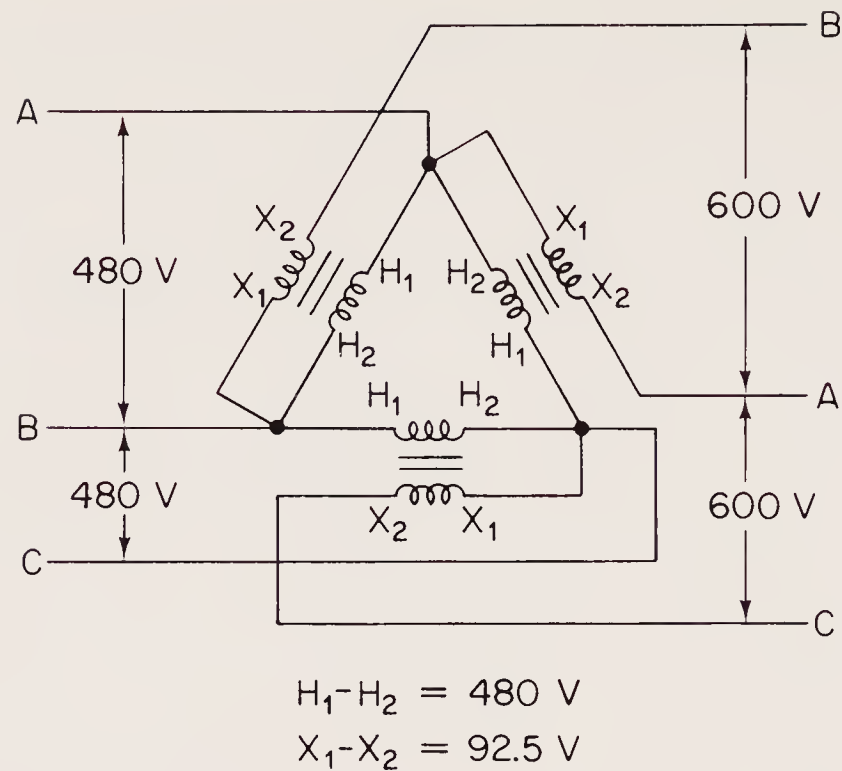 B
A
X₂
X₁
480 V
600 V
X₁
H₁
H₂
X₂
H₂
H₁
H₁ H₂
A
B
480 V
X₂ X₁
600 V
C
C
H₁-H₂ = 480 V
X₁-X₂ = 92.5 V